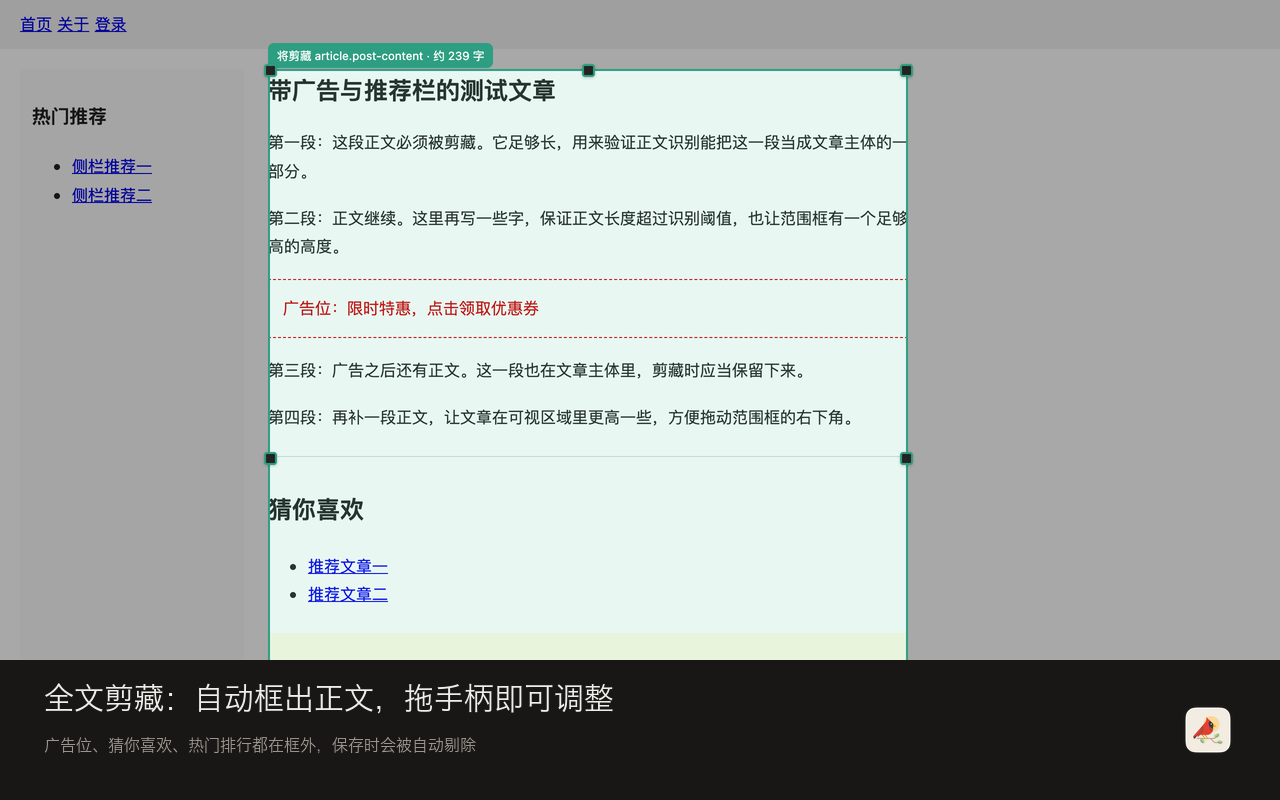 首页 关于 登录
将剪藏 article.post-content · 约 239 字
热门推荐
侧栏推荐一
侧栏推荐二
带广告与推荐栏的测试文章
第一段：这段正文必须被剪藏。它足够长，用来验证正文识别能把这一段当成文章主体的一
部分。
第二段：正文继续。这里再写一些字，保证正文长度超过识别阈值，也让范围框有一个足够
高的高度。
广告位：限时特惠，点击领取优惠券
第三段：广告之后还有正文。这一段也在文章主体里，剪藏时应当保留下来。
第四段：再补一段正文，让文章在可视区域里更高一些，方便拖动范围框的右下角。
猜你喜欢
推荐文章一
推荐文章二
全文剪藏：自动框出正文，拖手柄即可调整
广告位、猜你喜欢、热门排行都在框外，保存时会被自动剔除